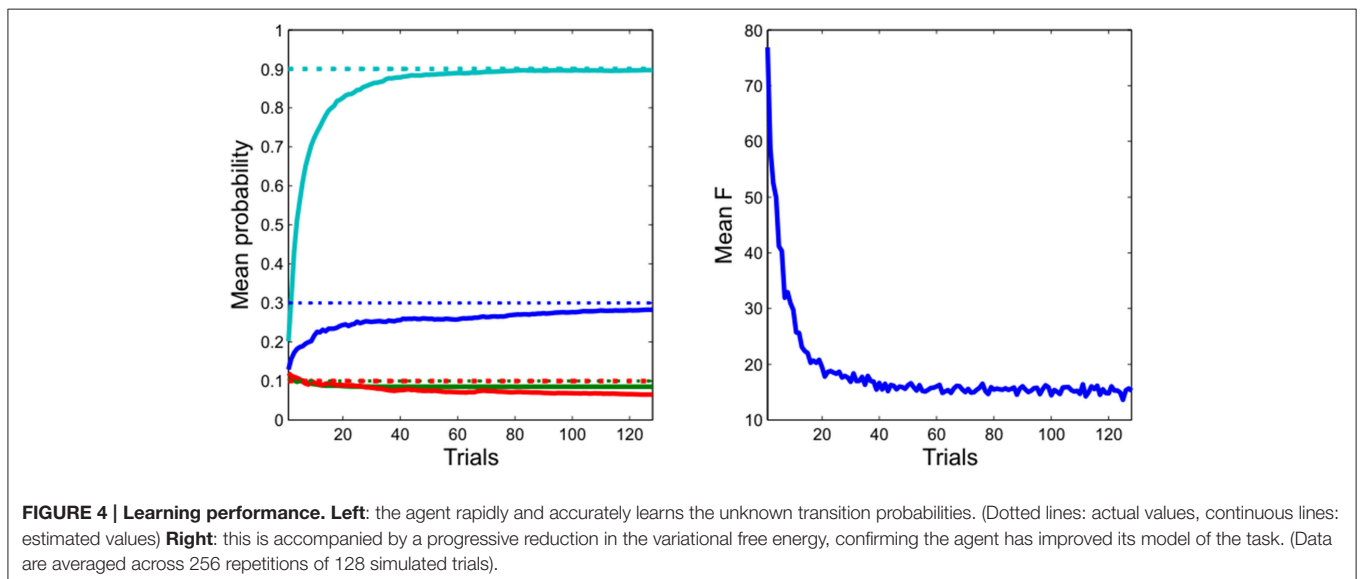 1
0.9
0.8
0.7
0.6
0.5
0.4
0.3
0.2
0.1
0
Mean probability
20 40 60 80 100 120
Trials
80
70
60
50
40
30
20
10
Mean F
20 40 60 80 100 120
Trials
FIGURE 4 | Learning performance. Left: the agent rapidly and accurately learns the unknown transition probabilities. (Dotted lines: actual values, continuous lines:
estimated values) Right: this is accompanied by a progressive reduction in the variational free energy, confirming the agent has improved its model of the task. (Data
are averaged across 256 repetitions of 128 simulated trials).